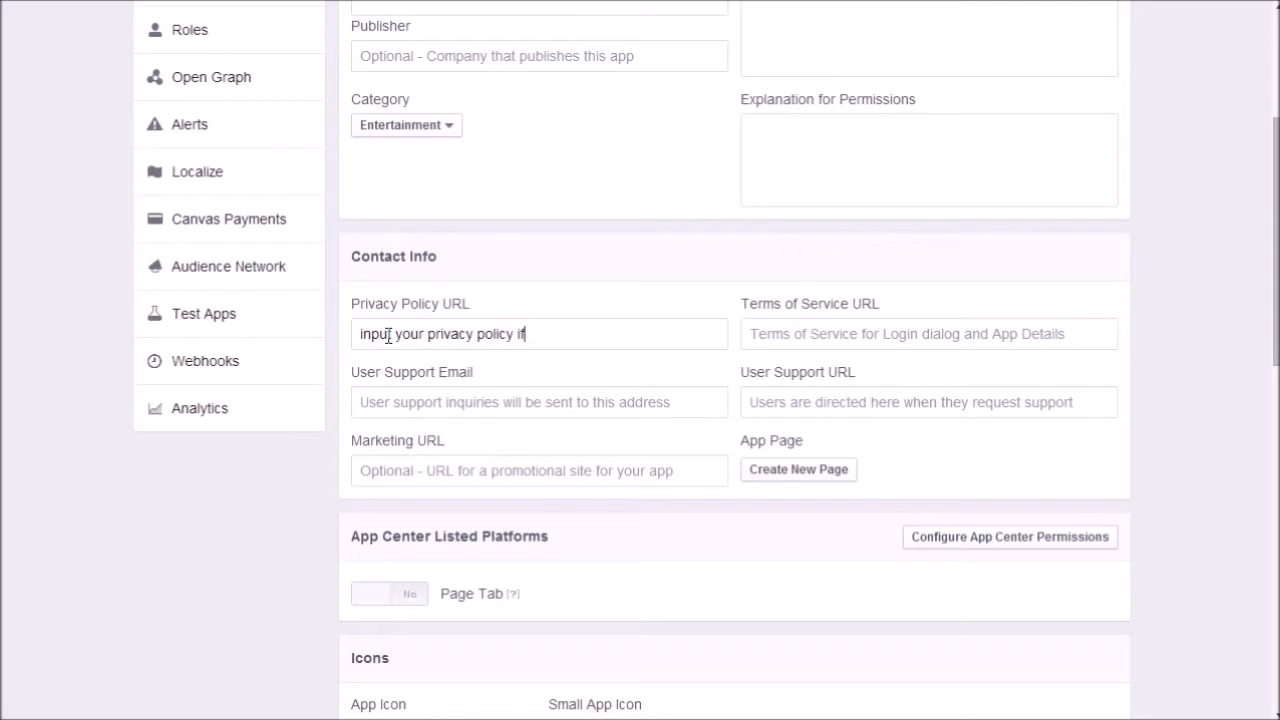 Roles
Open Graph
Alerts
Localize
Canvas Payments
Audience Network
Test Apps
Webhooks
Analytics
Publisher
Optional - Company that publishes this app
Category
Entertainment
Explanation for Permissions
Contact Info
Privacy Policy URL
input your privacy policy if
Terms of Service URL
Terms of Service for Login dialog and App Details
User Support Email
User support inquiries will be sent to this address
User Support URL
Users are directed here when they request support
Marketing URL
Optional - URL for a promotional site for your app
App Page
Create New Page
App Center Listed Platforms
Configure App Center Permissions
No
Page Tab [?]
Icons
App Icon
Small App Icon